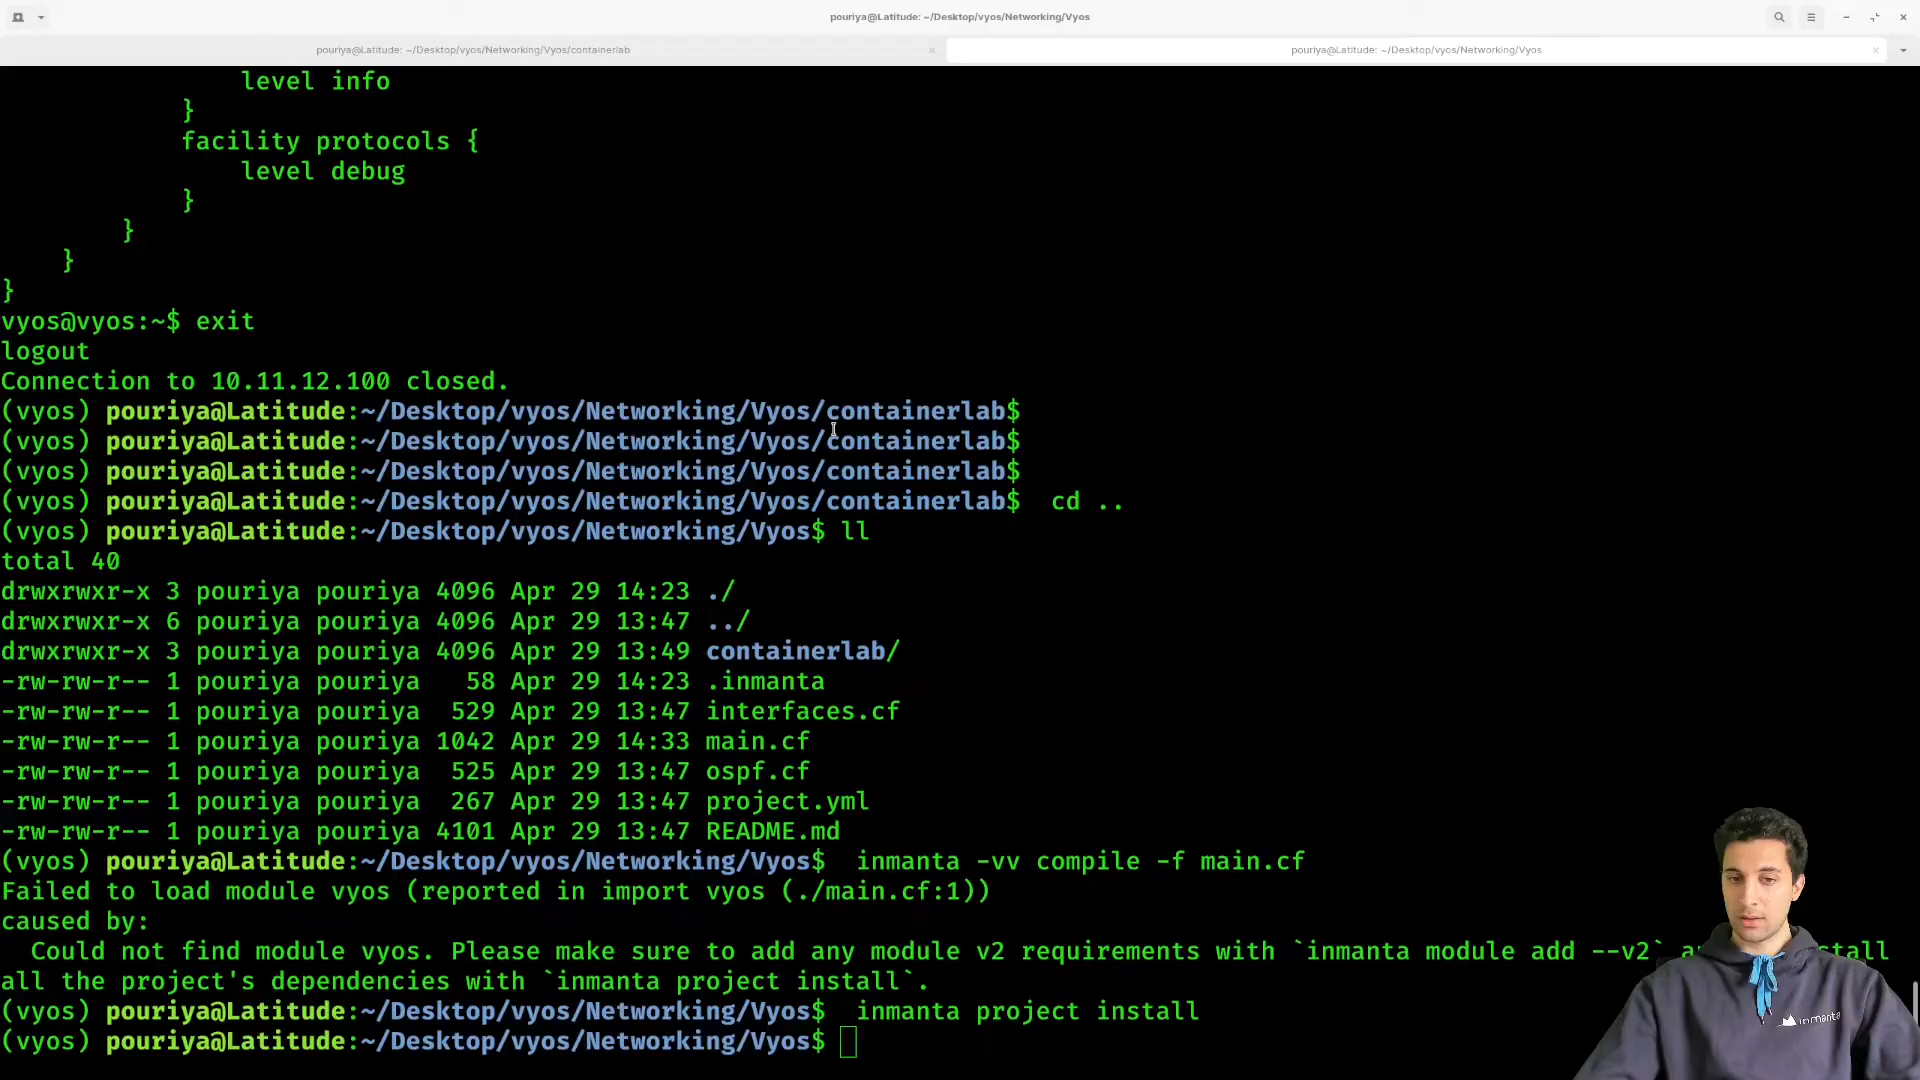 pouriya@Latitude: ~/Desktop/vyos/Networking/Vyos
pouriya@Latitude: ~/Desktop/vyos/Networking/Vyos/containerlab
pouriya@Latitude: ~/Desktop/vyos/Networking/Vyos
level info
}
facility protocols {
level debug
}
}
}
}
vyos@vyos:~$ exit
logout
Connection to 10.11.12.100 closed.
(vyos) pouriya@Latitude:~/Desktop/vyos/Networking/Vyos/containerlab$
(vyos) pouriya@Latitude:~/Desktop/vyos/Networking/Vyos/containerlab$
(vyos) pouriya@Latitude:~/Desktop/vyos/Networking/Vyos/containerlab$
(vyos) pouriya@Latitude:~/Desktop/vyos/Networking/Vyos/containerlab$  cd ..
(vyos) pouriya@Latitude:~/Desktop/vyos/Networking/Vyos$ ll
total 40
drwxrwxr-x 3 pouriya pouriya 4096 Apr 29 14:23 ./
drwxrwxr-x 6 pouriya pouriya 4096 Apr 29 13:47 ../
drwxrwxr-x 3 pouriya pouriya 4096 Apr 29 13:49 containerlab/
-rw-rw-r-- 1 pouriya pouriya   58 Apr 29 14:23 .inmanta
-rw-rw-r-- 1 pouriya pouriya  529 Apr 29 13:47 interfaces.cf
-rw-rw-r-- 1 pouriya pouriya 1042 Apr 29 14:33 main.cf
-rw-rw-r-- 1 pouriya pouriya  525 Apr 29 13:47 ospf.cf
-rw-rw-r-- 1 pouriya pouriya  267 Apr 29 13:47 project.yml
-rw-rw-r-- 1 pouriya pouriya 4101 Apr 29 13:47 README.md
(vyos) pouriya@Latitude:~/Desktop/vyos/Networking/Vyos$  inmanta -vv compile -f main.cf
Failed to load module vyos (reported in import vyos (./main.cf:1))
caused by:
Could not find module vyos. Please make sure to add any module v2 requirements with `inmanta module add --v2`
all the project's dependencies with `inmanta project install`.
(vyos) pouriya@Latitude:~/Desktop/vyos/Networking/Vyos$  inmanta project install
(vyos) pouriya@Latitude:~/Desktop/vyos/Networking/Vyos$
inmanta